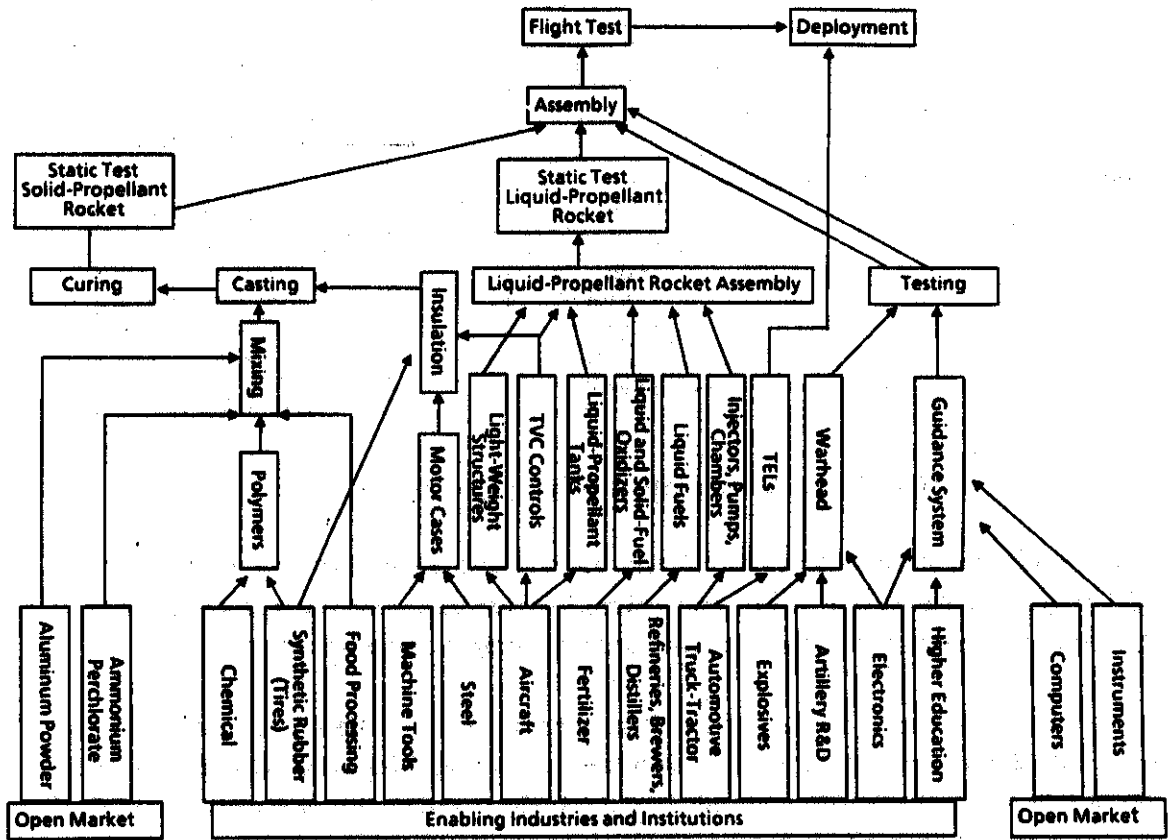 Flight Test
Deployment
Assembly
Static Test
Solid-Propellant
Rocket
Static Test
Liquid-Propellant
Rocket
Curing
Casting
Insulation
Liquid-Propellant Rocket Assembly
Testing
Mixing
Polymers
Motor Cases
Light-Weight
Structures
TVC Controls
Liquid-Propellant
Tanks
Liquid and Solid-Fuel
Oxidizers
Liquid Fuels
Injectors, Pumps,
Chambers
TELs
Warhead
Guidance System
Aluminum Powder
Ammonium
Perchlorate
Chemical
Synthetic Rubber
(Tires)
Food Processing
Machine Tools
Steel
Aircraft
Fertilizer
Refineries, Brewers,
Distillers
Automotive
Truck-Tractor
Explosives
Artillery R&D
Electronics
Higher Education
Computers
Instruments
Open Market
Enabling Industries and Institutions
Open Market